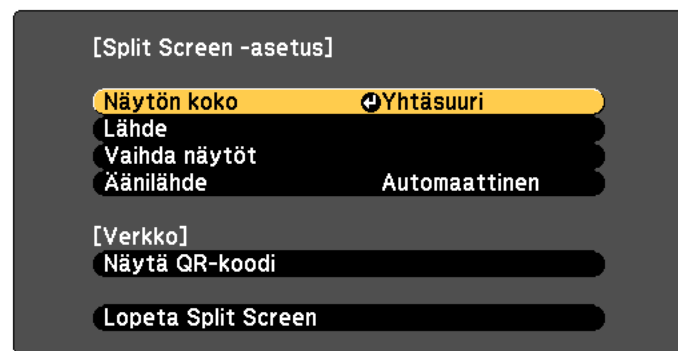 [Split Screen -asetus]
Näytön koko Yhtäsuuri
Lähde
Vaihda näytöt
Äänilähde Automaattinen
[Verkko]
Näytä QR-koodi
Lopeta Split Screen